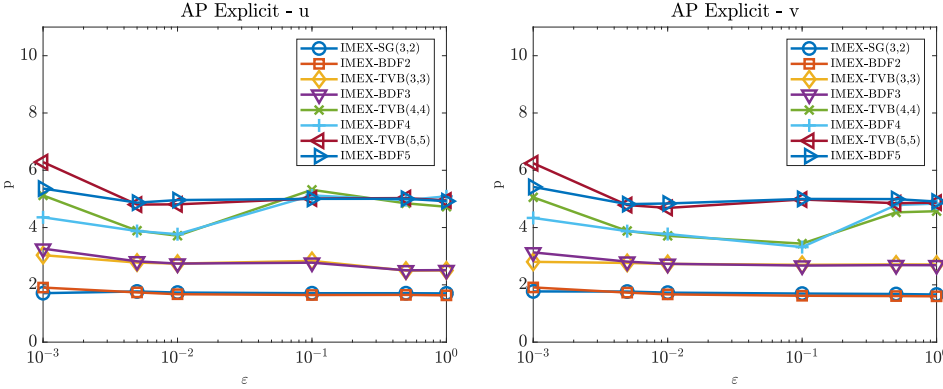 AP Explicit - u
10
8
6
4
2
0
p
IMEX-SG(3,2)
IMEX-BDF2
IMEX-TVB(3,3)
IMEX-BDF3
IMEX-TVB(4,4)
IMEX-BDF4
IMEX-TVB(5,5)
IMEX-BDF5
10⁻³ 10⁻² 10⁻¹ 10⁰
ε
AP Explicit - v
10
8
6
4
2
0
p
IMEX-SG(3,2)
IMEX-BDF2
IMEX-TVB(3,3)
IMEX-BDF3
IMEX-TVB(4,4)
IMEX-BDF4
IMEX-TVB(5,5)
IMEX-BDF5
10⁻³ 10⁻² 10⁻¹ 10⁰
ε